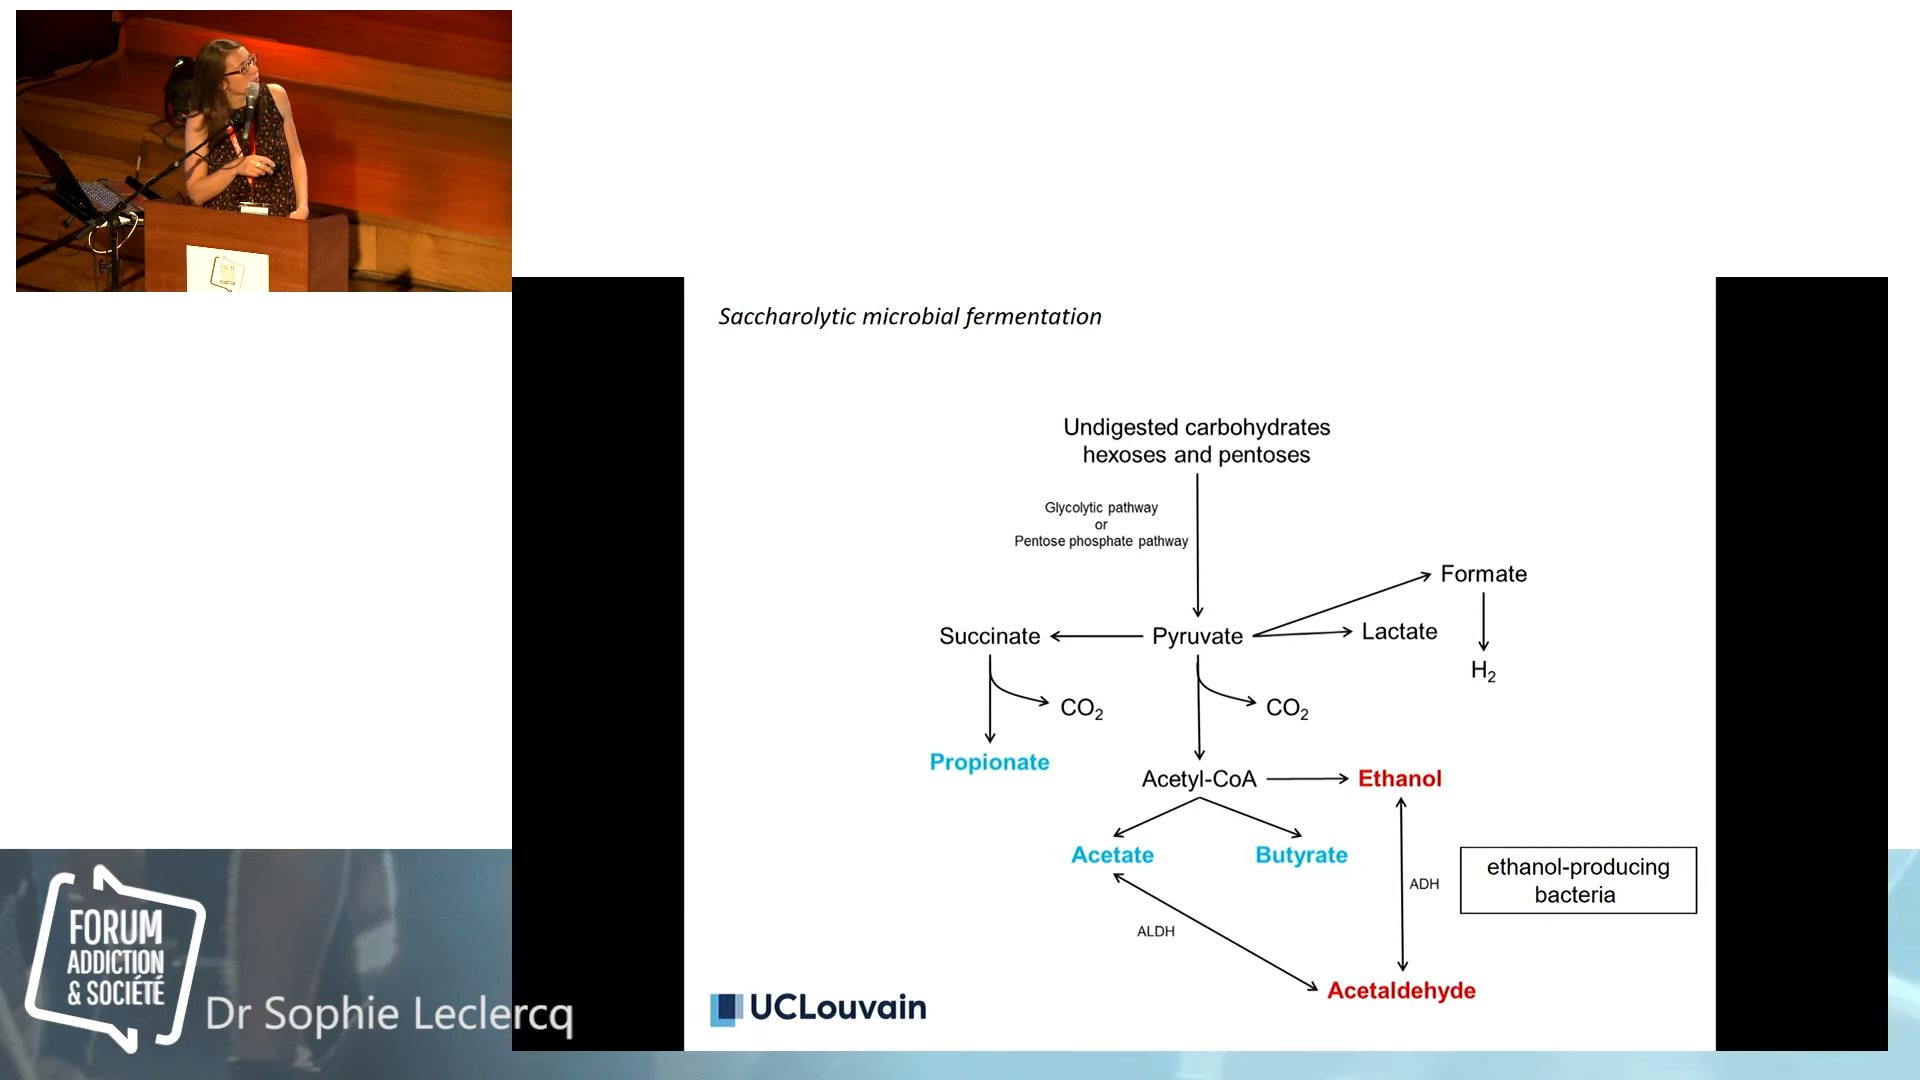 Saccharolytic microbial fermentation
Undigested carbohydrates
hexoses and pentoses
Glycolytic pathway
or
Pentose phosphate pathway
Formate
Succinate
Pyruvate
Lactate
H₂
CO₂
CO₂
Propionate
Acetyl-CoA
Ethanol
Acetate
Butyrate
ADH
ethanol-producing
bacteria
ALDH
Acetaldehyde
UCLouvain
FORUM
ADDICTION
& SOCIÉTÉ
Dr Sophie Leclercq